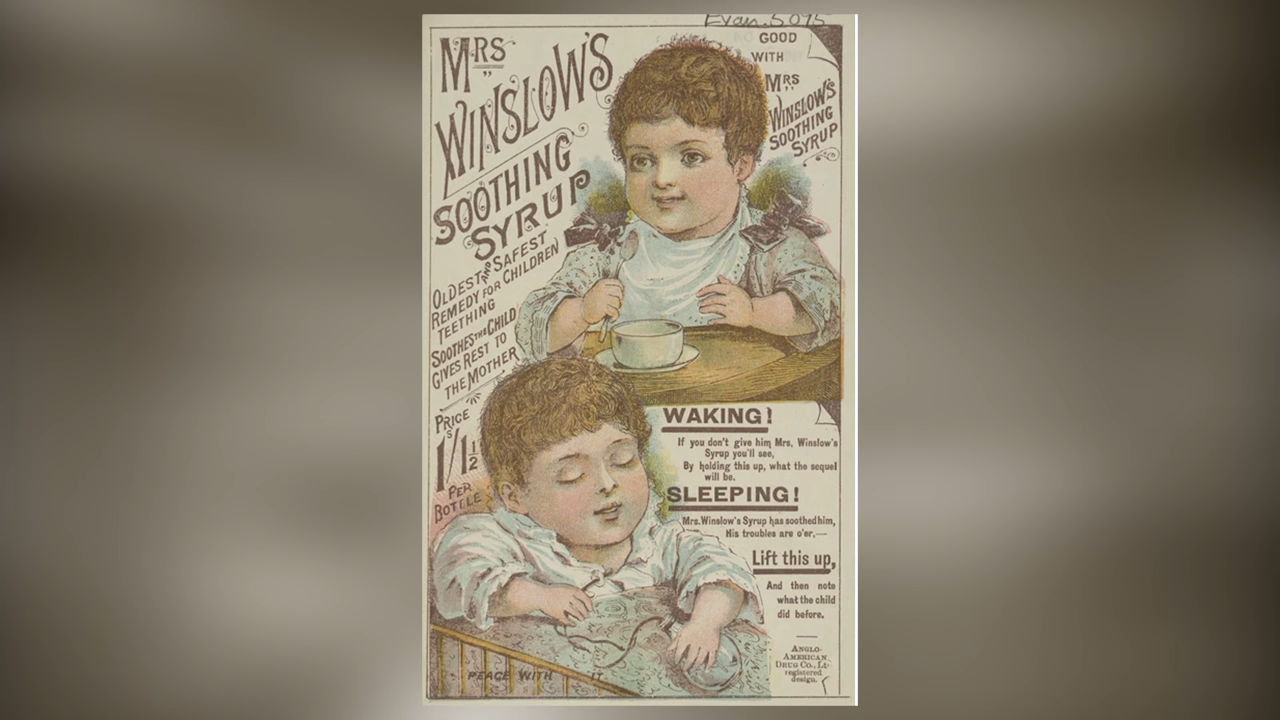 Evan.5095
MRS
WINSLOW'S
SOOTHING
SYRUP
OLDEST AND SAFEST
REMEDY FOR CHILDREN
TEETHING
SOOTHES THE CHILD
GIVES REST TO
THE MOTHER
PRICE
1/1½
PER
BOTTLE
GOOD
WITH
MRS
WINSLOW'S
SOOTHING
SYRUP
WAKING!
If you don't give him Mrs. Winslow's
Syrup you'll see,
By holding this up, what the sequel
will be.
SLEEPING!
Mrs. Winslow's Syrup has soothed him,
His troubles are o'er,—
Lift this up,
And then note
what the child
did before.
ANGLO-
AMERICAN
DRUG CO., Ld.
registered
design.
PEACE WITH IT